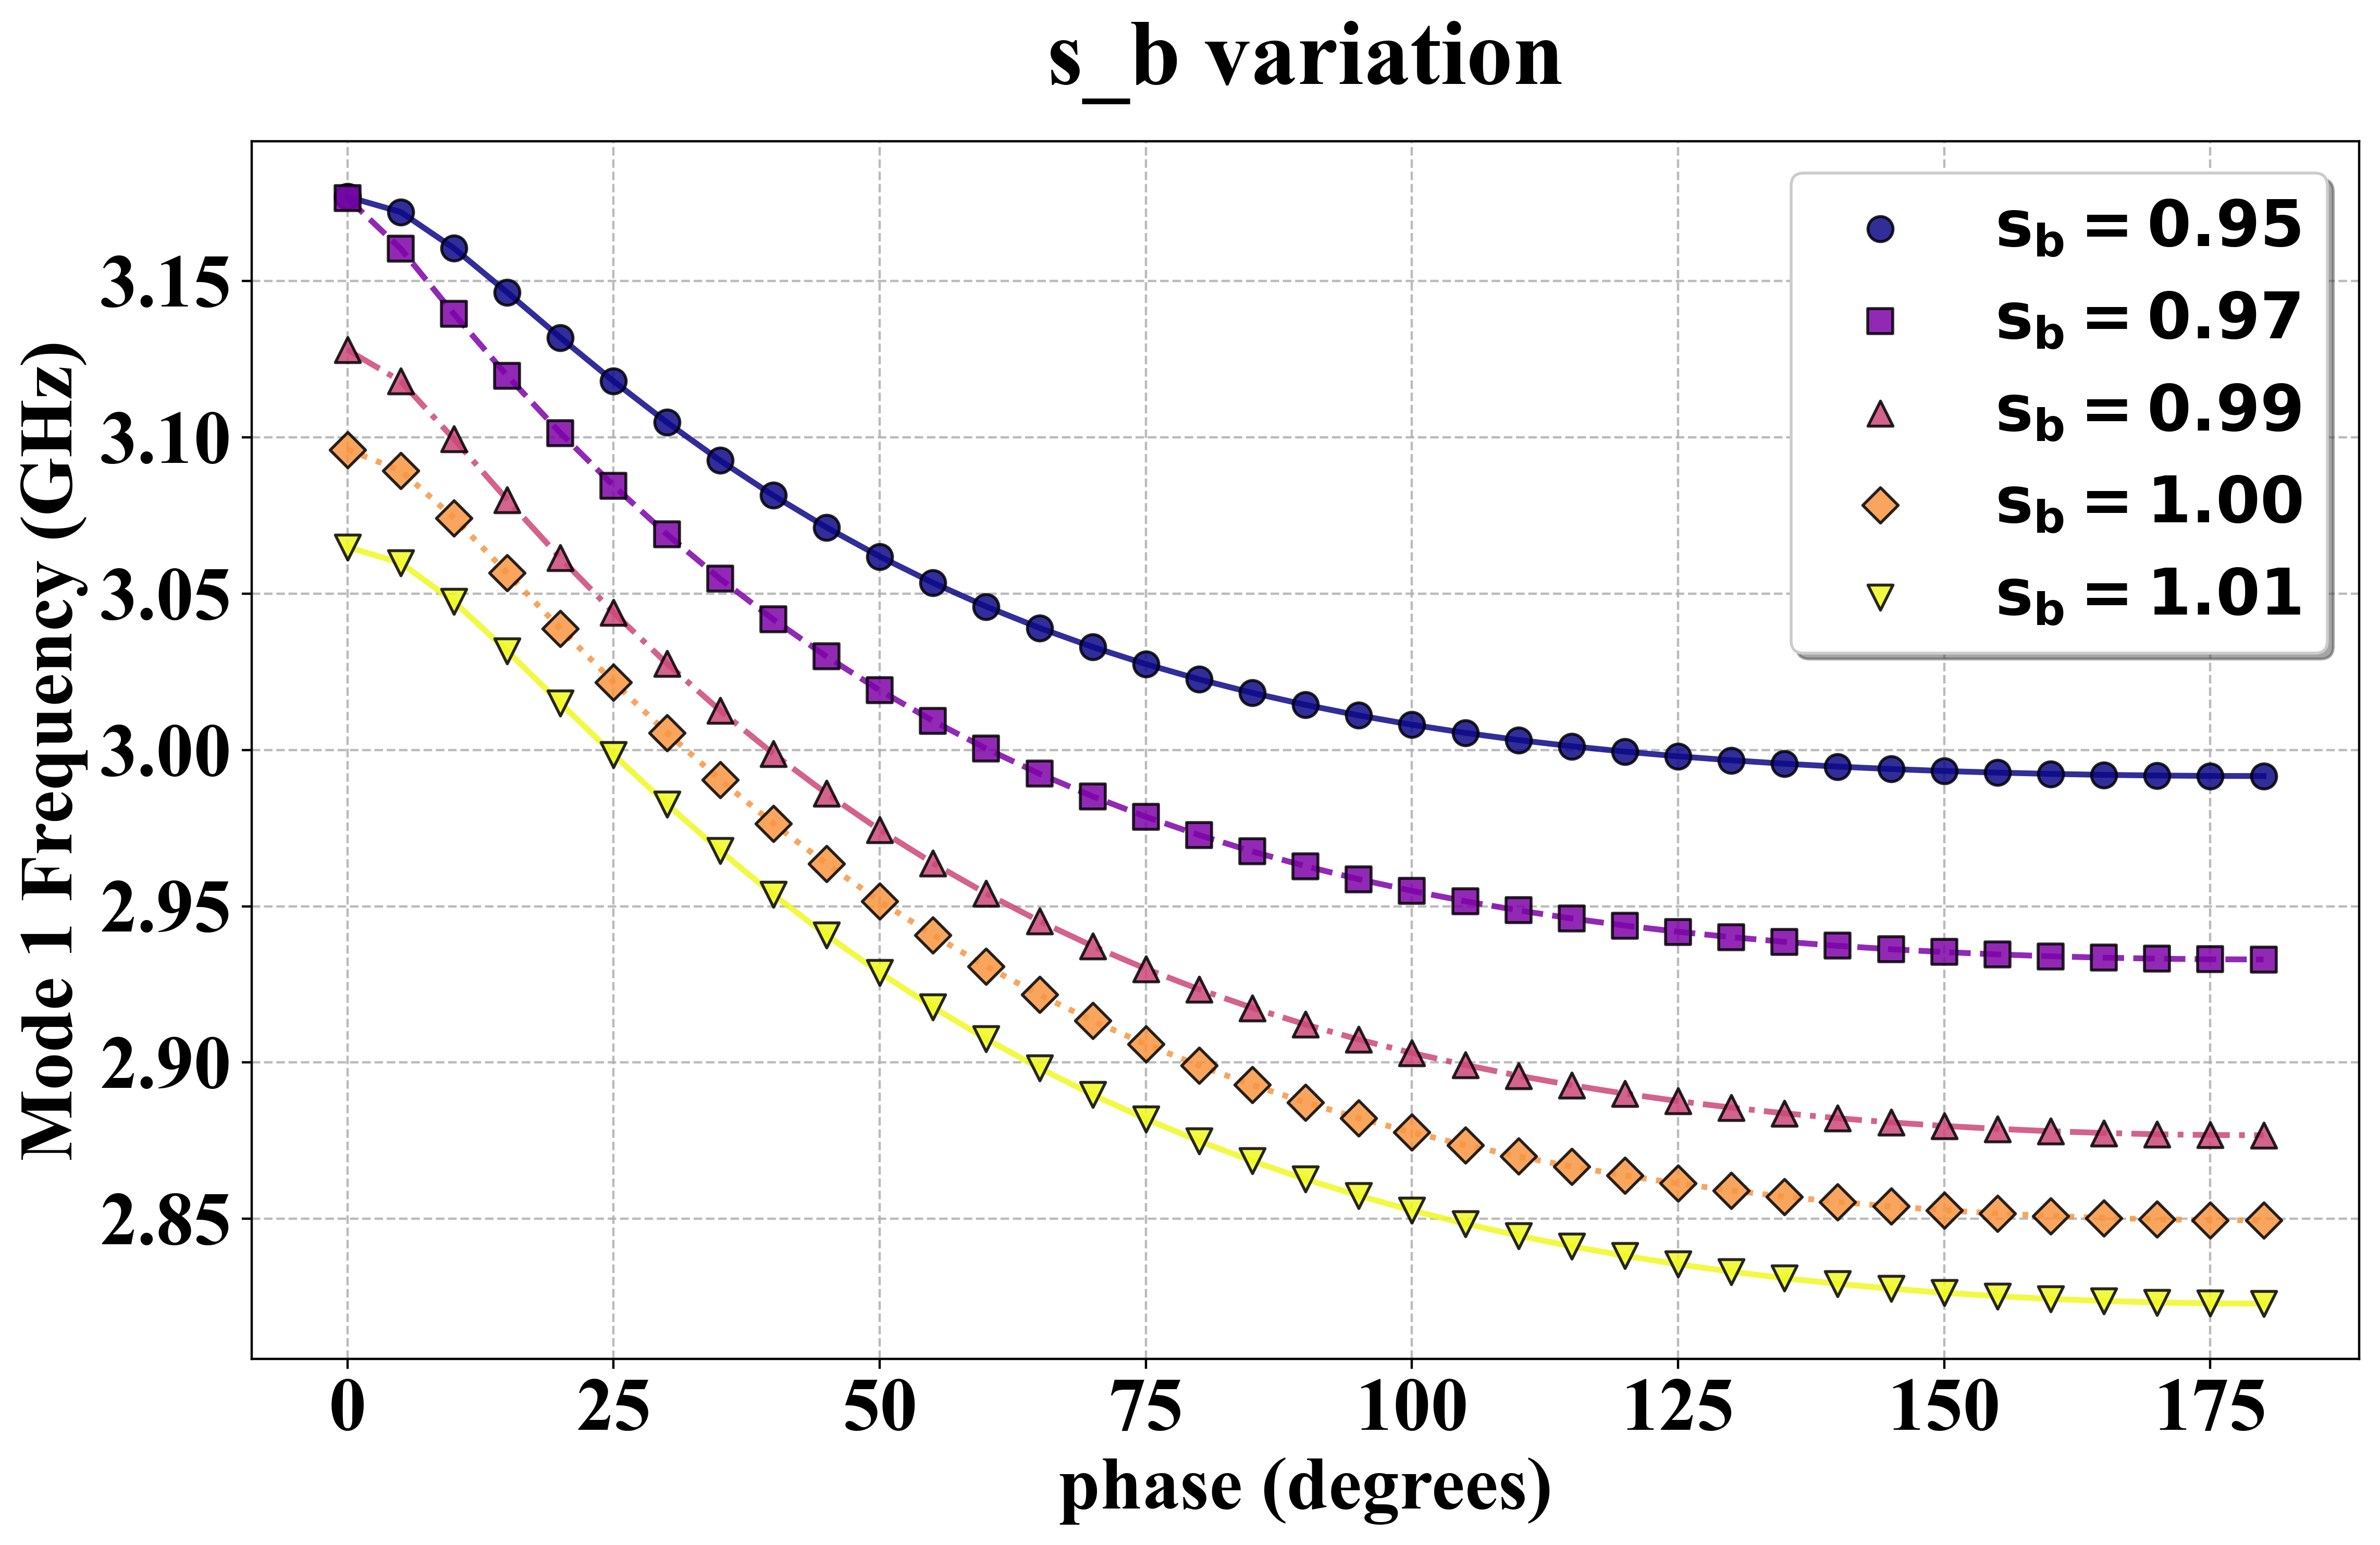 s_b variation
Mode 1 Frequency (GHz)
3.15
3.10
3.05
3.00
2.95
2.90
2.85
s_b = 0.95
s_b = 0.97
s_b = 0.99
s_b = 1.00
s_b = 1.01
0 25 50 75 100 125 150 175
phase (degrees)